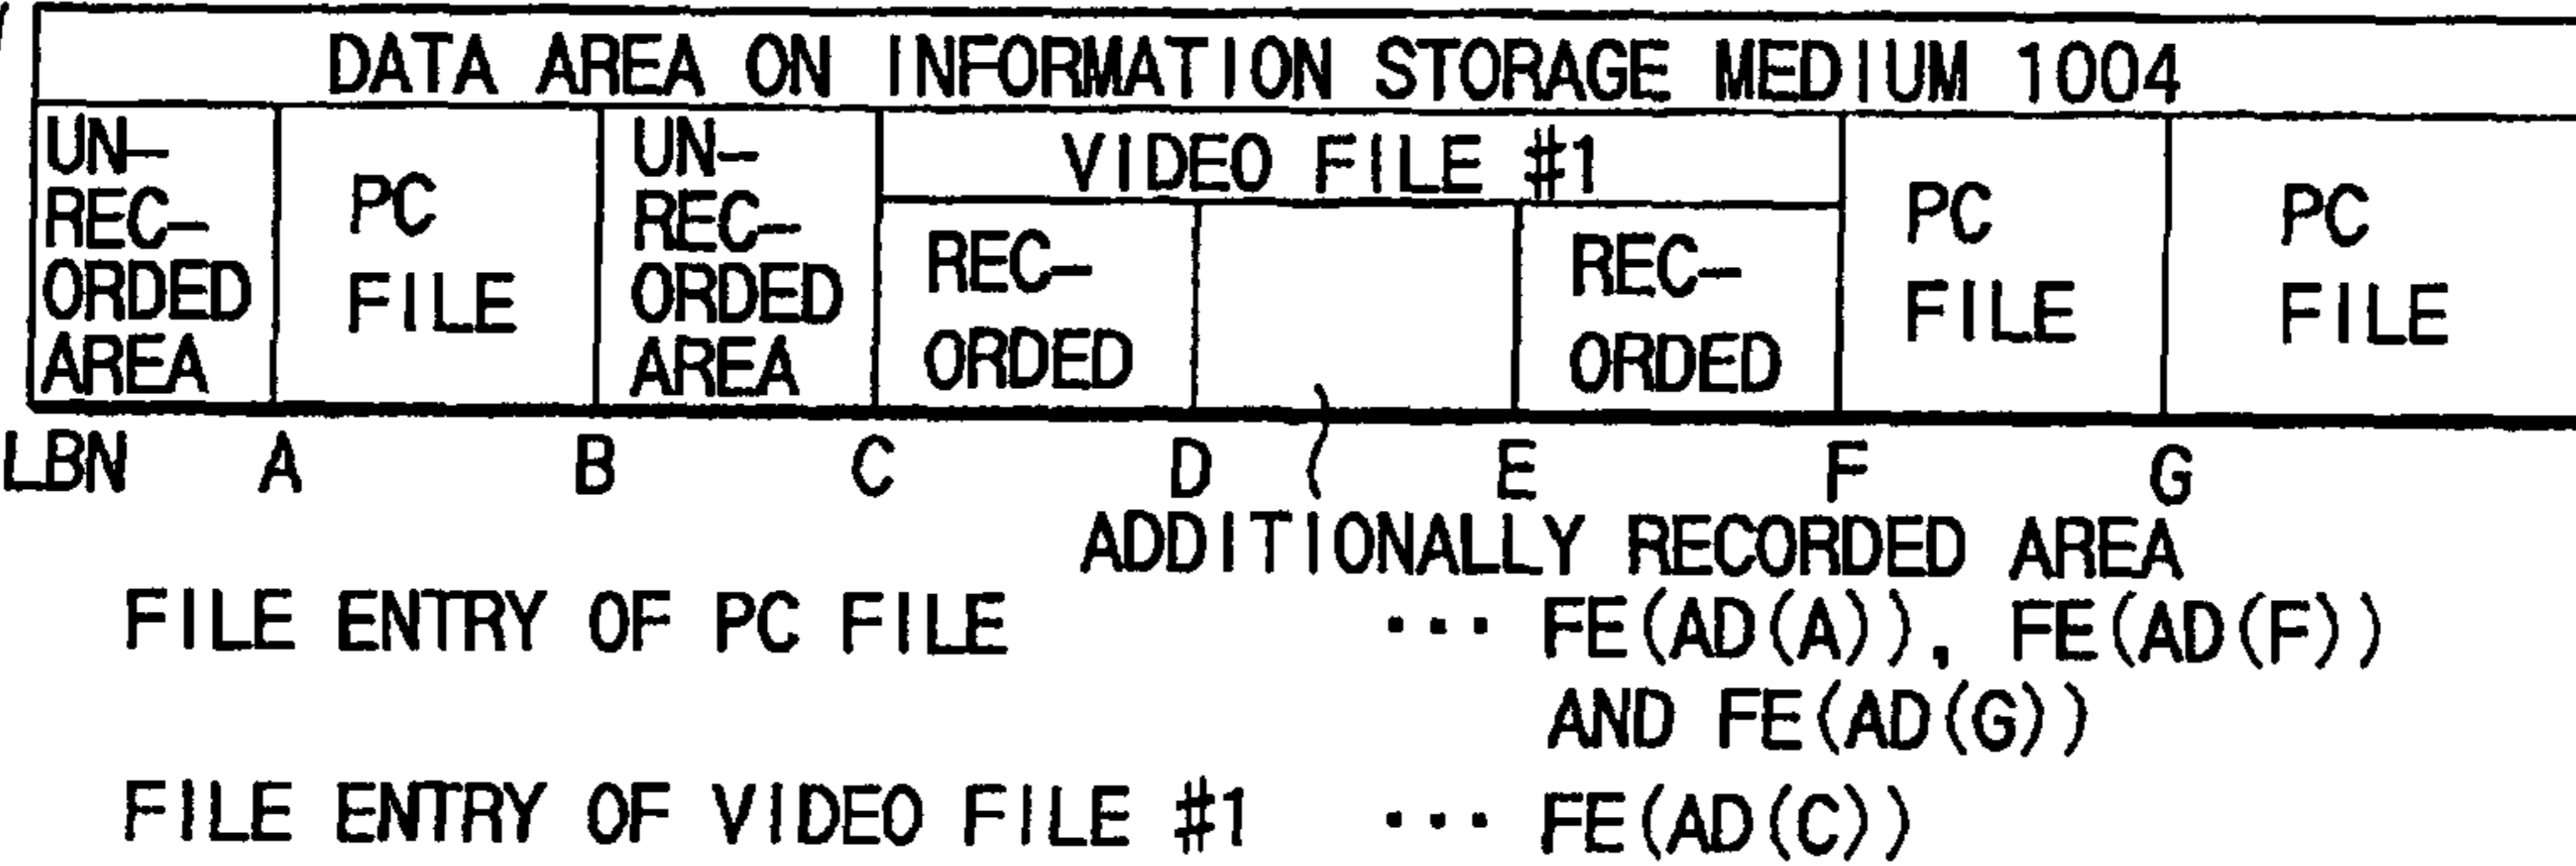 DATA AREA ON INFORMATION STORAGE MEDIUM 1004
UN-
REC-
ORDED
AREA
PC
FILE
UN-
REC-
ORDED
AREA
VIDEO FILE #1
REC-
ORDED
REC-
ORDED
PC
FILE
PC
FILE
LBN A B C D E F G
ADDITIONALLY RECORDED AREA
FILE ENTRY OF PC FILE ··· FE(AD(A)), FE(AD(F))
AND FE(AD(G))
FILE ENTRY OF VIDEO FILE #1 ··· FE(AD(C))